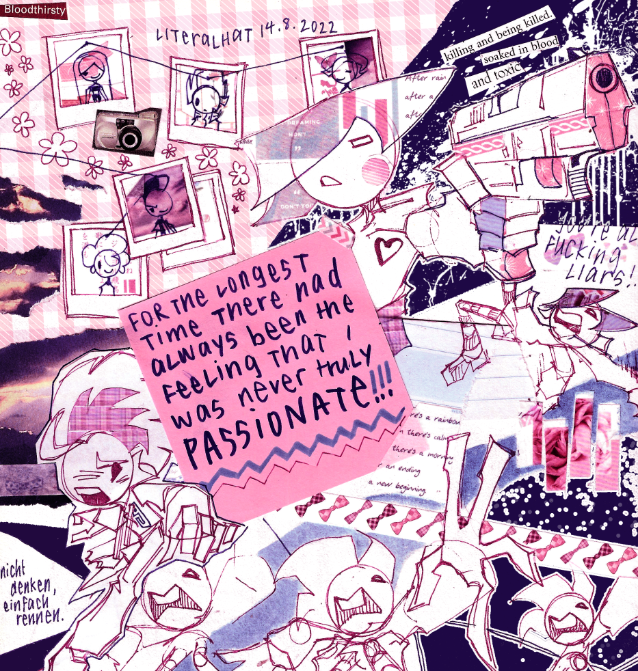 Bloodthirsty
LITERALHAT 14.8.2022
killing and being killed.
soaked in blood
and toxic
After rain
after a
DREAMING
DON'T
you're all
FUCKING
LIARS!!
FOR THE LONGEST
TIME THERE HAD
ALWAYS been THE
FEELING THAT I
WAS never truly
PASSIONATE!!!
's a rainbow
there's calm
there's a morning
an ending
a new beginning
nicht
denken,
einfach
rennen.